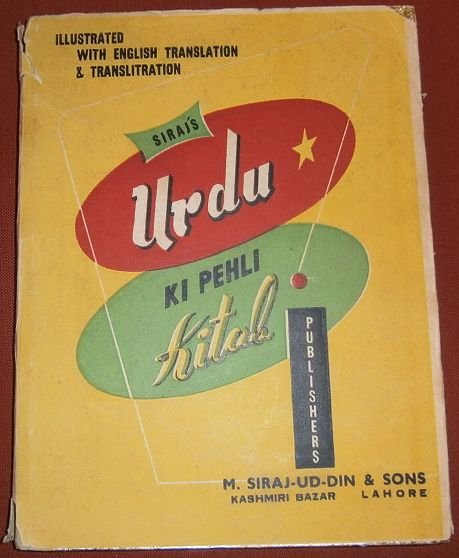 ILLUSTRATED
WITH ENGLISH TRANSLATION
& TRANSLITRATION
SIRAJ'S
Urdu
KI PEHLI
Kitab
PUBLISHERS
M. SIRAJ-UD-DIN & SONS
KASHMIRI BAZAR LAHORE